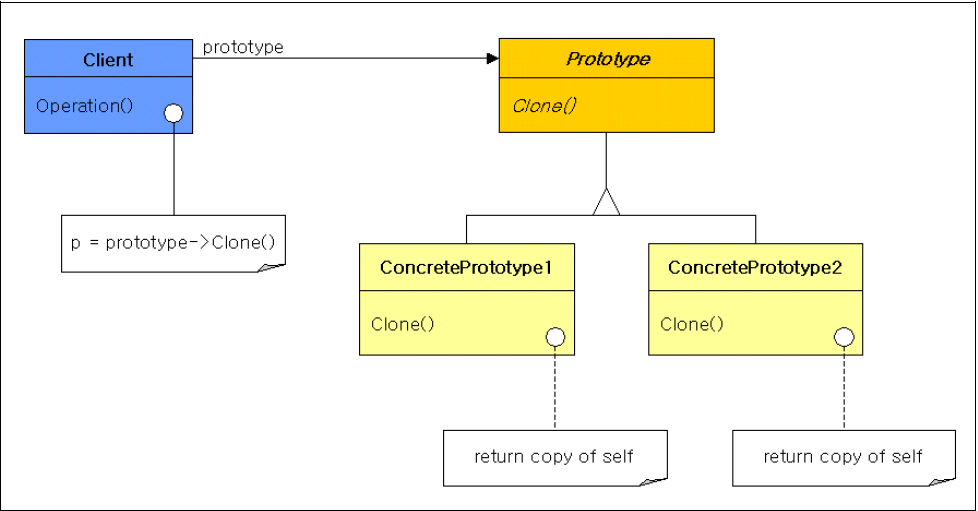 Client
prototype
Prototype
Operation()
Clone()
p = prototype->Clone()
ConcretePrototype1
ConcretePrototype2
Clone()
Clone()
return copy of self
return copy of self